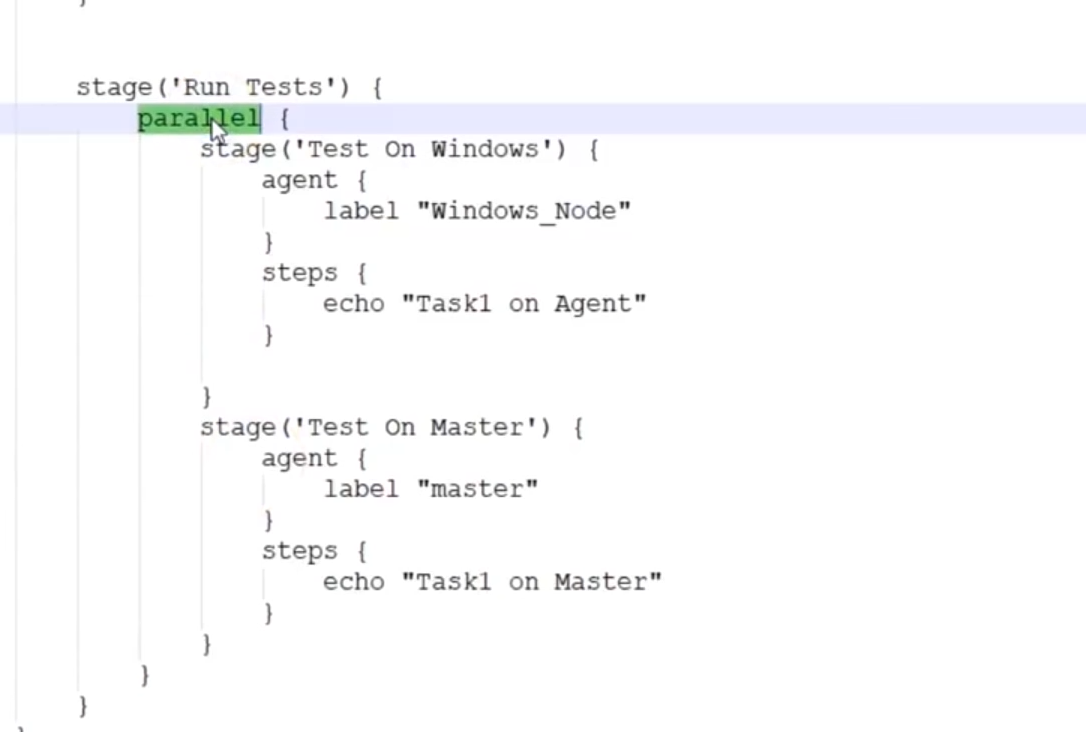 }
stage('Run Tests') {
parallel {
stage('Test On Windows') {
agent {
label "Windows_Node"
}
steps {
echo "Task1 on Agent"
}
}
stage('Test On Master') {
agent {
label "master"
}
steps {
echo "Task1 on Master"
}
}
}
}